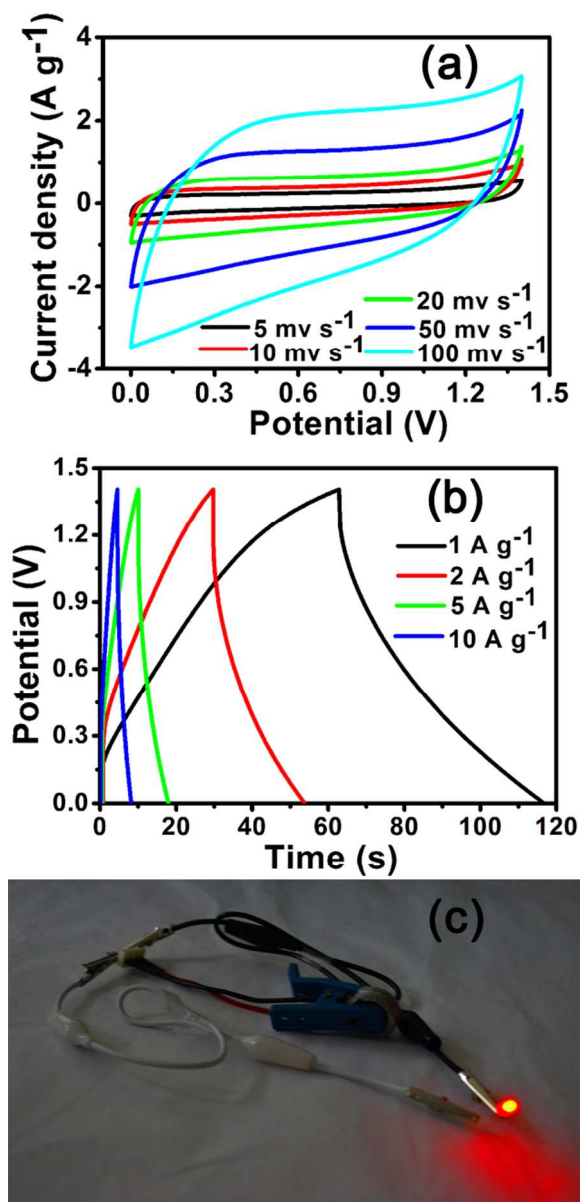 (a)
Current density (A g⁻¹)
4
2
0
-2
-4
20 mv s⁻¹
5 mv s⁻¹
50 mv s⁻¹
10 mv s⁻¹
100 mv s⁻¹
0.0 0.3 0.6 0.9 1.2 1.5
Potential (V)
(b)
Potential (V)
1.5
1.2
0.9
0.6
0.3
0.0
1 A g⁻¹
2 A g⁻¹
5 A g⁻¹
10 A g⁻¹
0 20 40 60 80 100 120
Time (s)
(c)